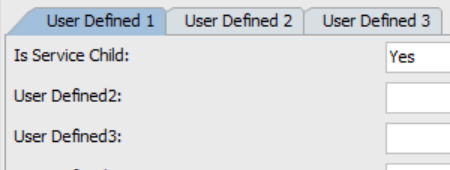 User Defined 1 User Defined 2 User Defined 3
Is Service Child: Yes
User Defined2:
User Defined3: